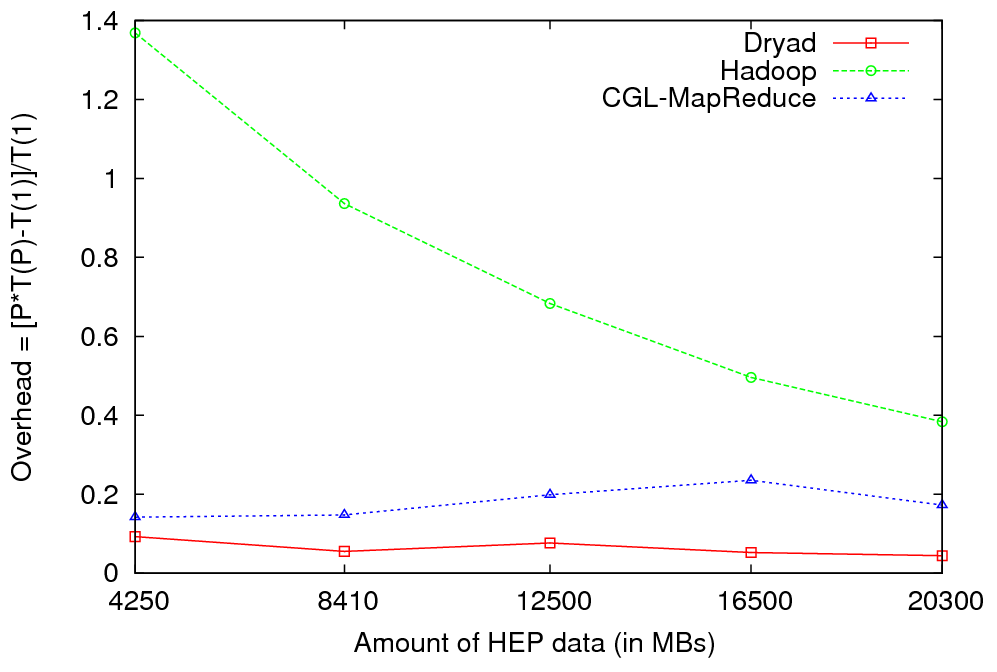 1.4
1.2
1
0.8
0.6
0.4
0.2
0
4250 8410 12500 16500 20300
Overhead = [P*T(P)-T(1)]/T(1)
Amount of HEP data (in MBs)
Dryad
Hadoop
CGL-MapReduce